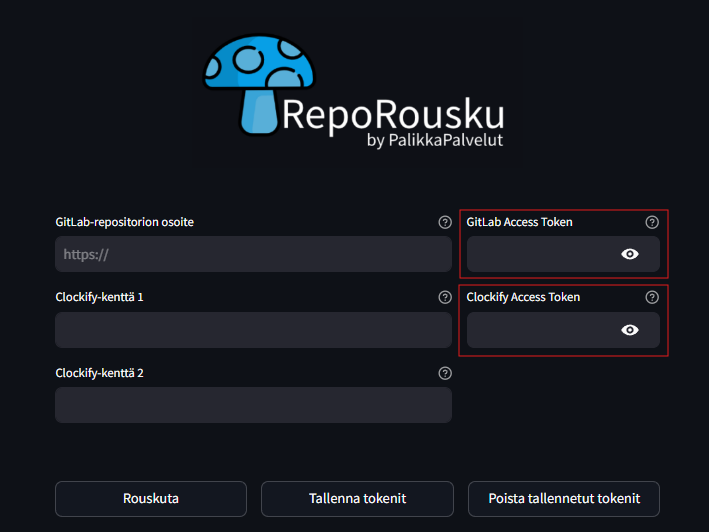 RepoRousku
by PalikkaPalvelut
GitLab-repositorion osoite
GitLab Access Token
https://
Clockify-kenttä 1
Clockify Access Token
Clockify-kenttä 2
Rouskuta
Tallenna tokenit
Poista tallennetut tokenit